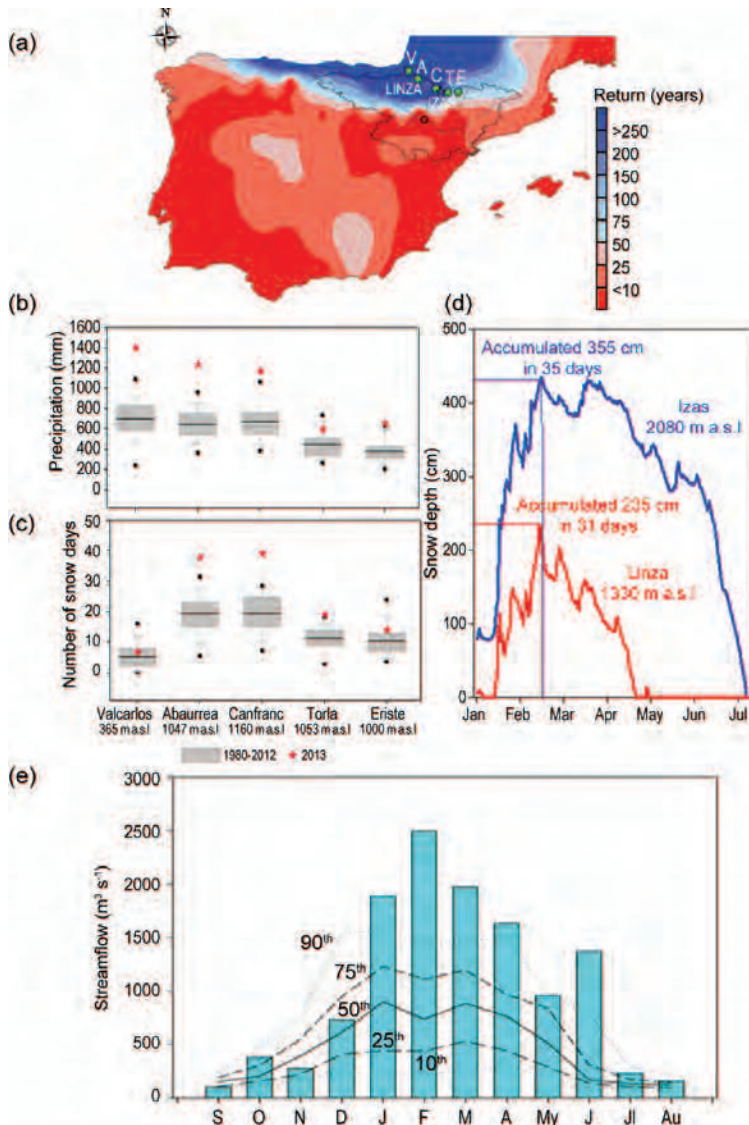 (a)
N
V
A
LINZA
C
T
E
Return (years)
>250
200
150
100
75
50
25
<10
(b)
Precipitation (mm)
1600
1400
1200
1000
800
600
400
200
0
(c)
Number of snow days
50
40
30
20
10
0
Valcarlos Abaurrea Canfranc Torla Eriste
365 m a.s.l 1047 m a.s.l 1160 m a.s.l 1053 m a.s.l 1000 m a.s.l
1980-2012 2013
(d)
Snow depth (cm)
500
400
300
200
100
0
Accumulated 355 cm
in 35 days
Izas
2080 m a.s.l
Accumulated 235 cm
in 31 days
Linza
1330 m a.s.l
Jan Feb Mar Apr May Jun Jul
(e)
Streamflow (m³ s⁻¹)
3000
2500
2000
1500
1000
500
0
90th
75th
50th
25th
10th
S O N D J F M A My J Jl Au